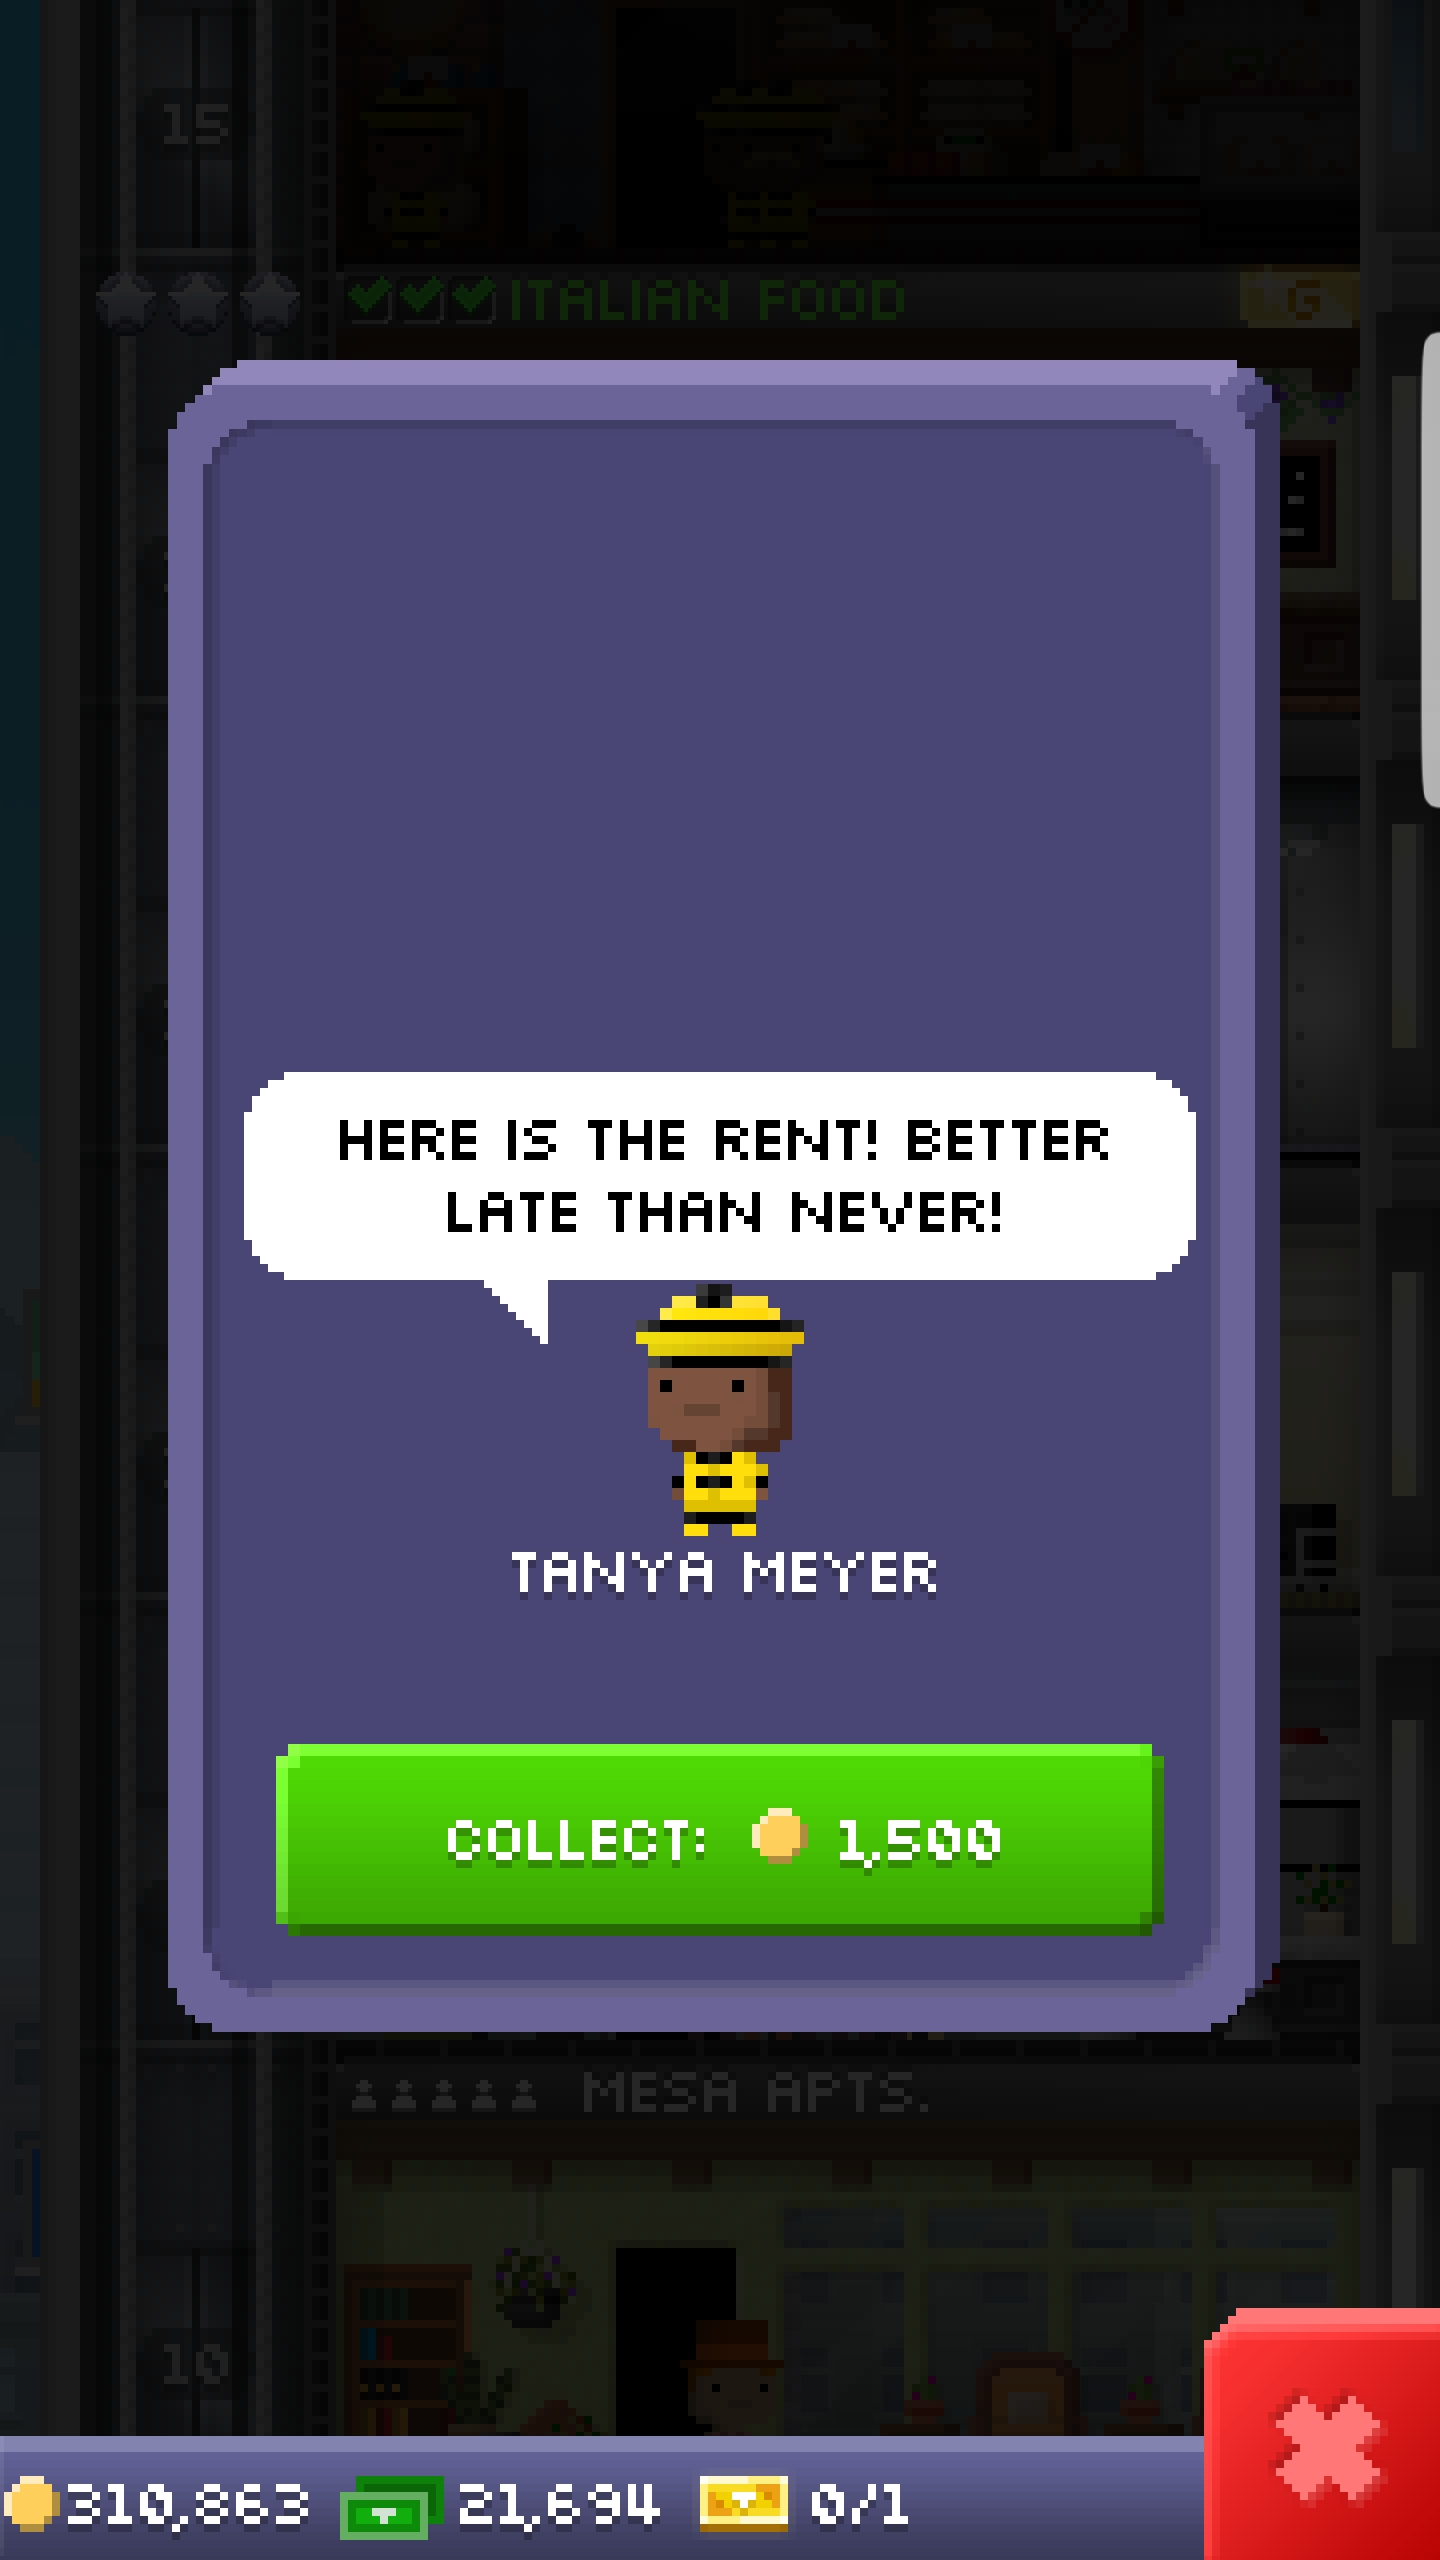 15
ITALIAN FOOD
G
HERE IS THE RENT! BETTER
LATE THAN NEVER!
TANYA MEYER
COLLECT: 1,500
MESA APTS.
10
310,863 21,694 0/1